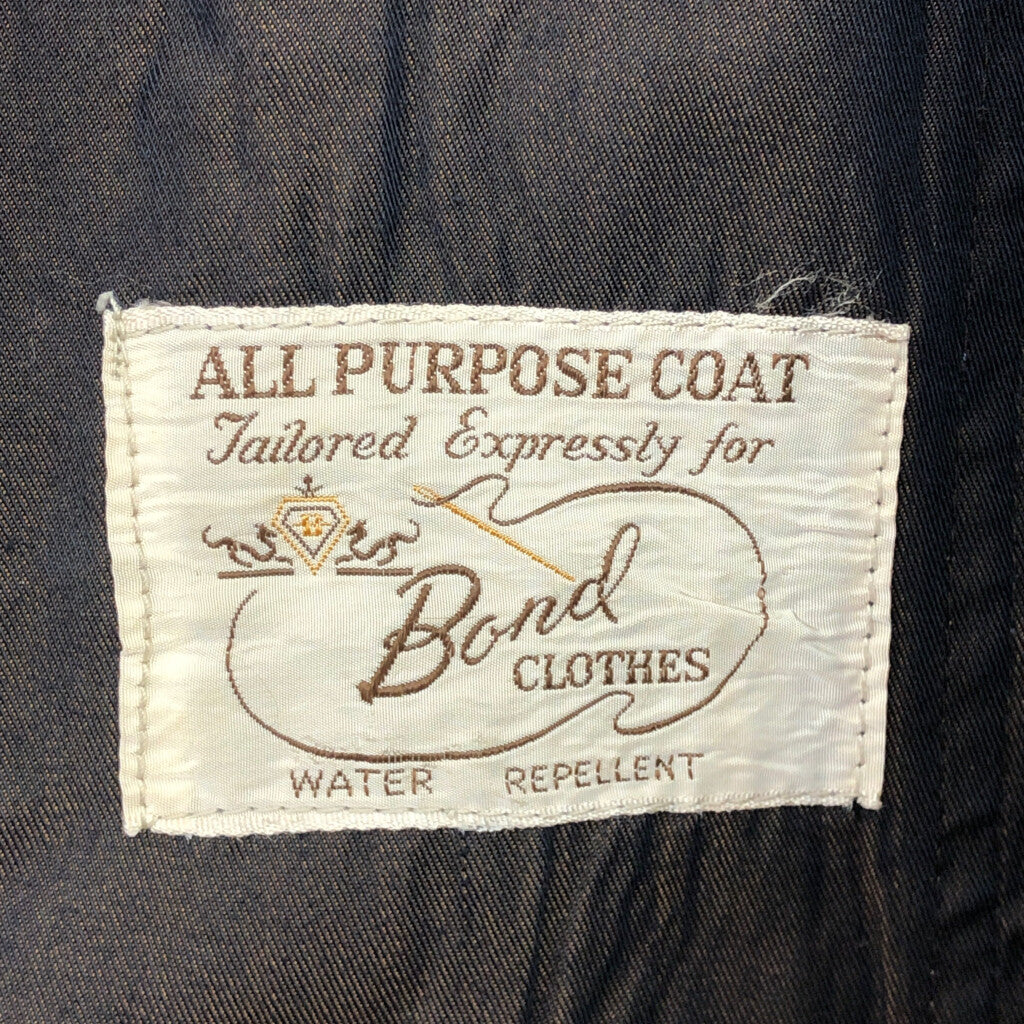 ALL PURPOSE COAT
Tailored Expressly for
Bond
CLOTHES
WATER REPELLENT